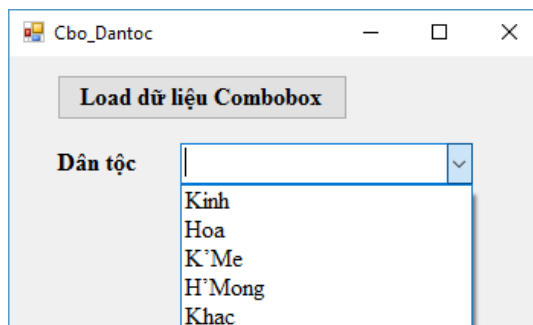 Cbo_Dantoc
Load dữ liệu Combobox
Dân tộc
Kinh
Hoa
K’Me
H’Mong
Khac